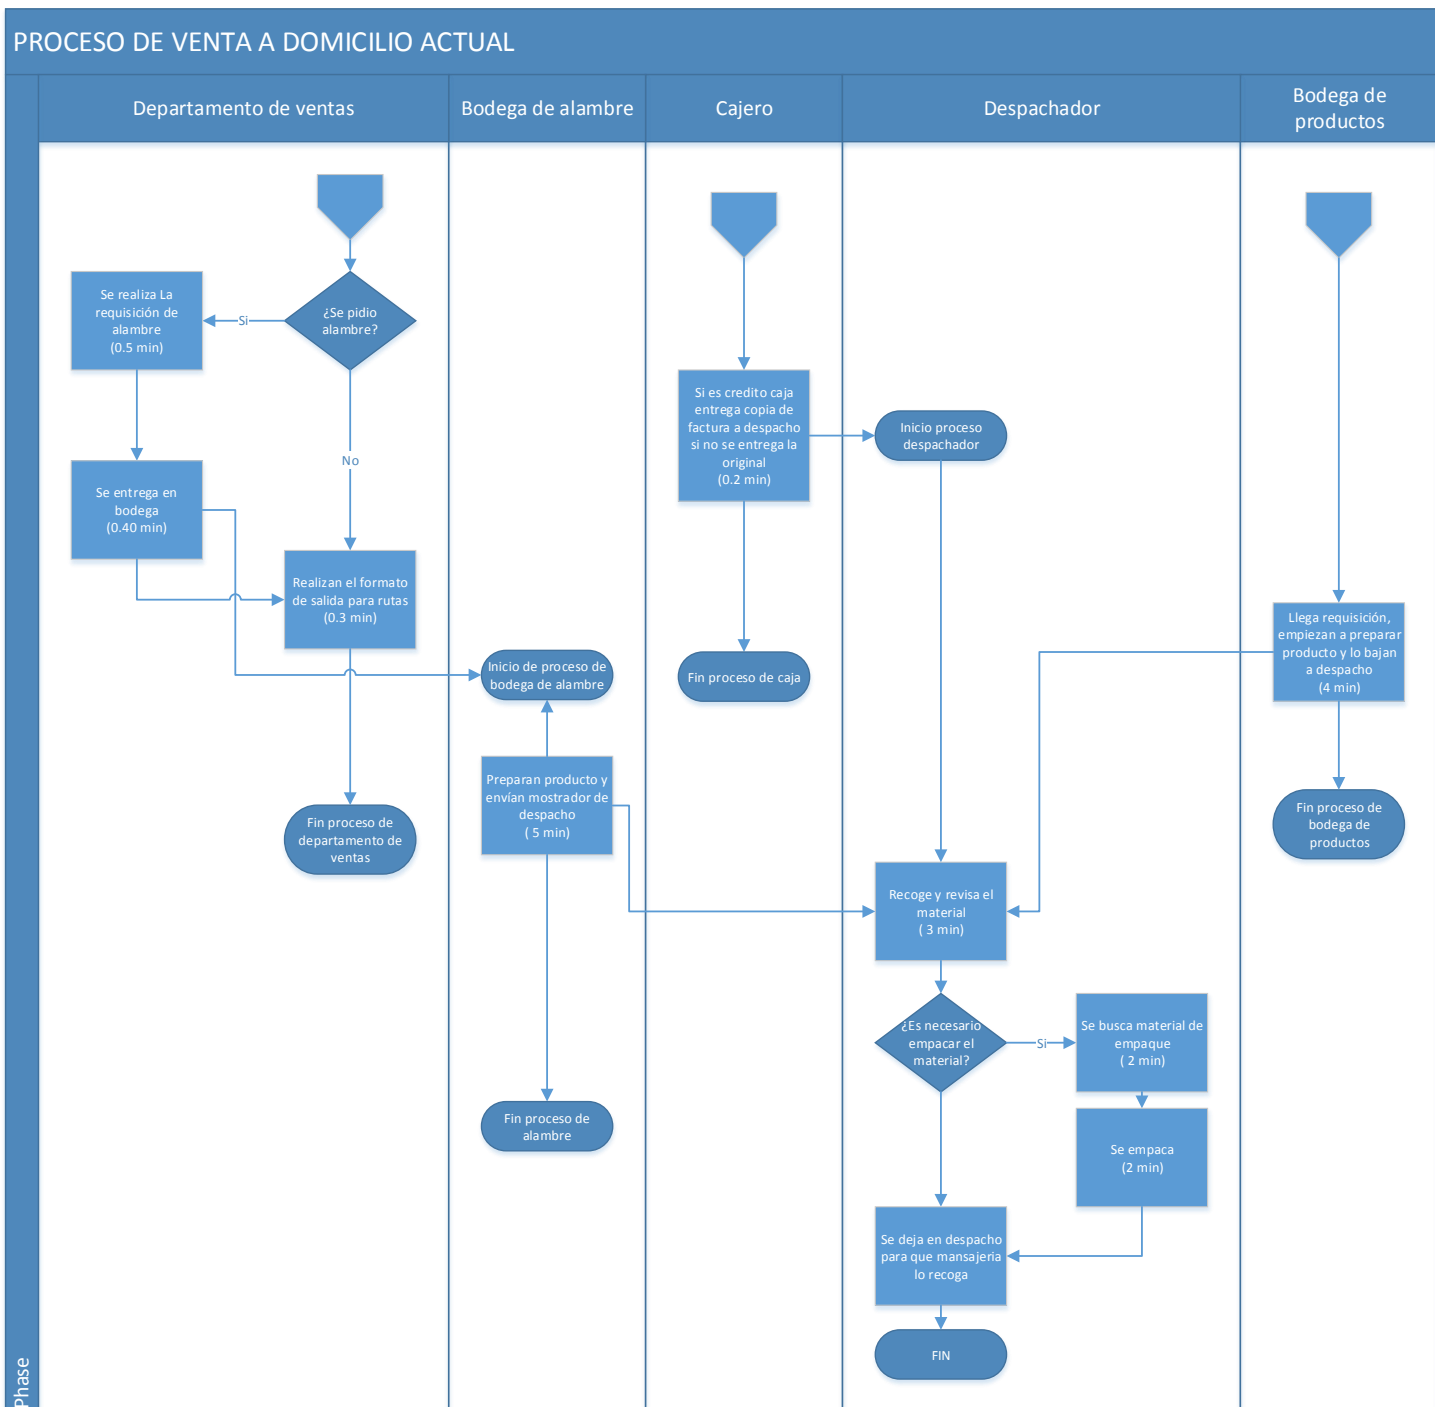 PROCESO DE VENTA A DOMICILIO ACTUAL
Departamento de ventas
Bodega de alambre
Cajero
Despachador
Bodega de
productos
Phase
¿Se pidio
alambre?
Si
No
Se realiza La
requisición de
alambre
(0.5 min)
Se entrega en
bodega
(0.40 min)
Realizan el formato
de salida para rutas
(0.3 min)
Fin proceso de
departamento de
ventas
Inicio de proceso de
bodega de alambre
Preparan producto y
envían mostrador de
despacho
( 5 min)
Fin proceso de
alambre
Si es credito caja
entrega copia de
factura a despacho
si no se entrega la
original
(0.2 min)
Fin proceso de caja
Inicio proceso
despachador
Recoge y revisa el
material
( 3 min)
¿Es necesario
empacar el
material?
Si
Se busca material de
empaque
( 2 min)
Se empaca
(2 min)
Se deja en despacho
para que mansajeria
lo recoga
FIN
Llega requisición,
empiezan a preparar
producto y lo bajan
a despacho
(4 min)
Fin proceso de
bodega de
productos